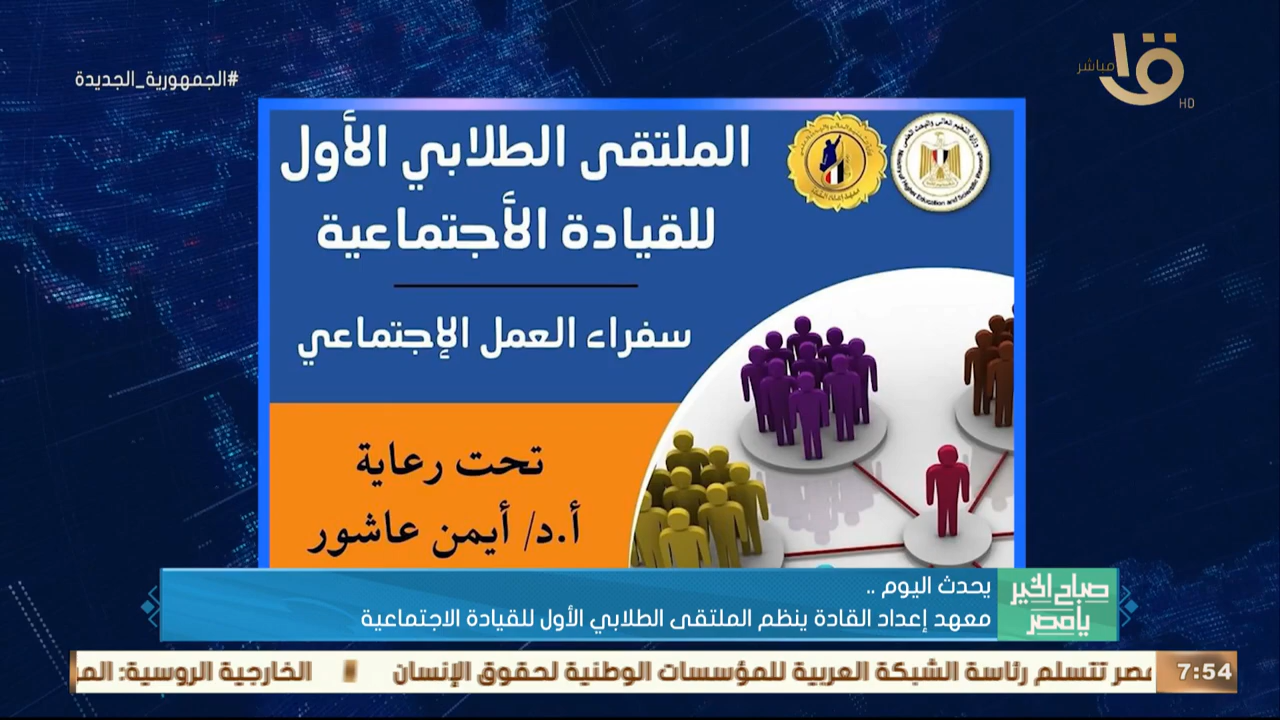 #الجمهورية_الجديدة
مباشر
HD
الملتقى الطلابي الأول
للقيادة الأجتماعية
سفراء العمل الإجتماعي
تحت رعاية
أ.د/ أيمن عاشور
يحدث اليوم ..
معهد إعداد القادة ينظم الملتقى الطلابي الأول للقيادة الاجتماعية
صباح الخير
يا مصر
7:54
مصر تتسلم رئاسة الشبكة العربية للمؤسسات الوطنية لحقوق الإنسان
الخارجية الروسية: